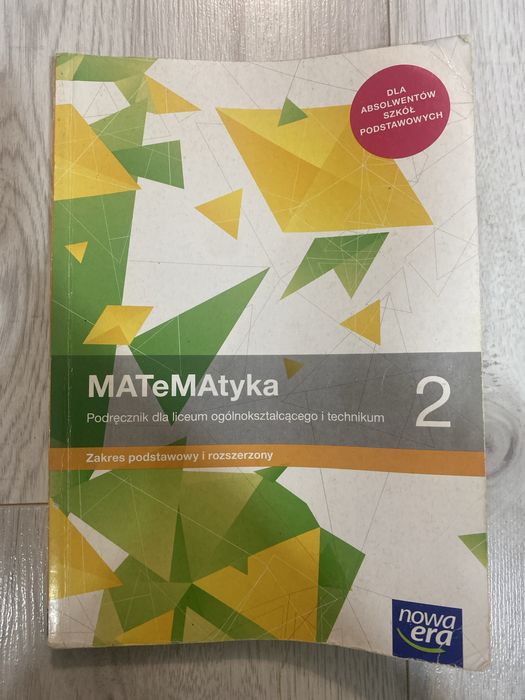 DLA
ABSOLWENTÓW
SZKÓŁ
PODSTAWOWYCH
MATeMAtyka
Podręcznik dla liceum ogólnokształcącego i technikum
2
Zakres podstawowy i rozszerzony
nowa
era